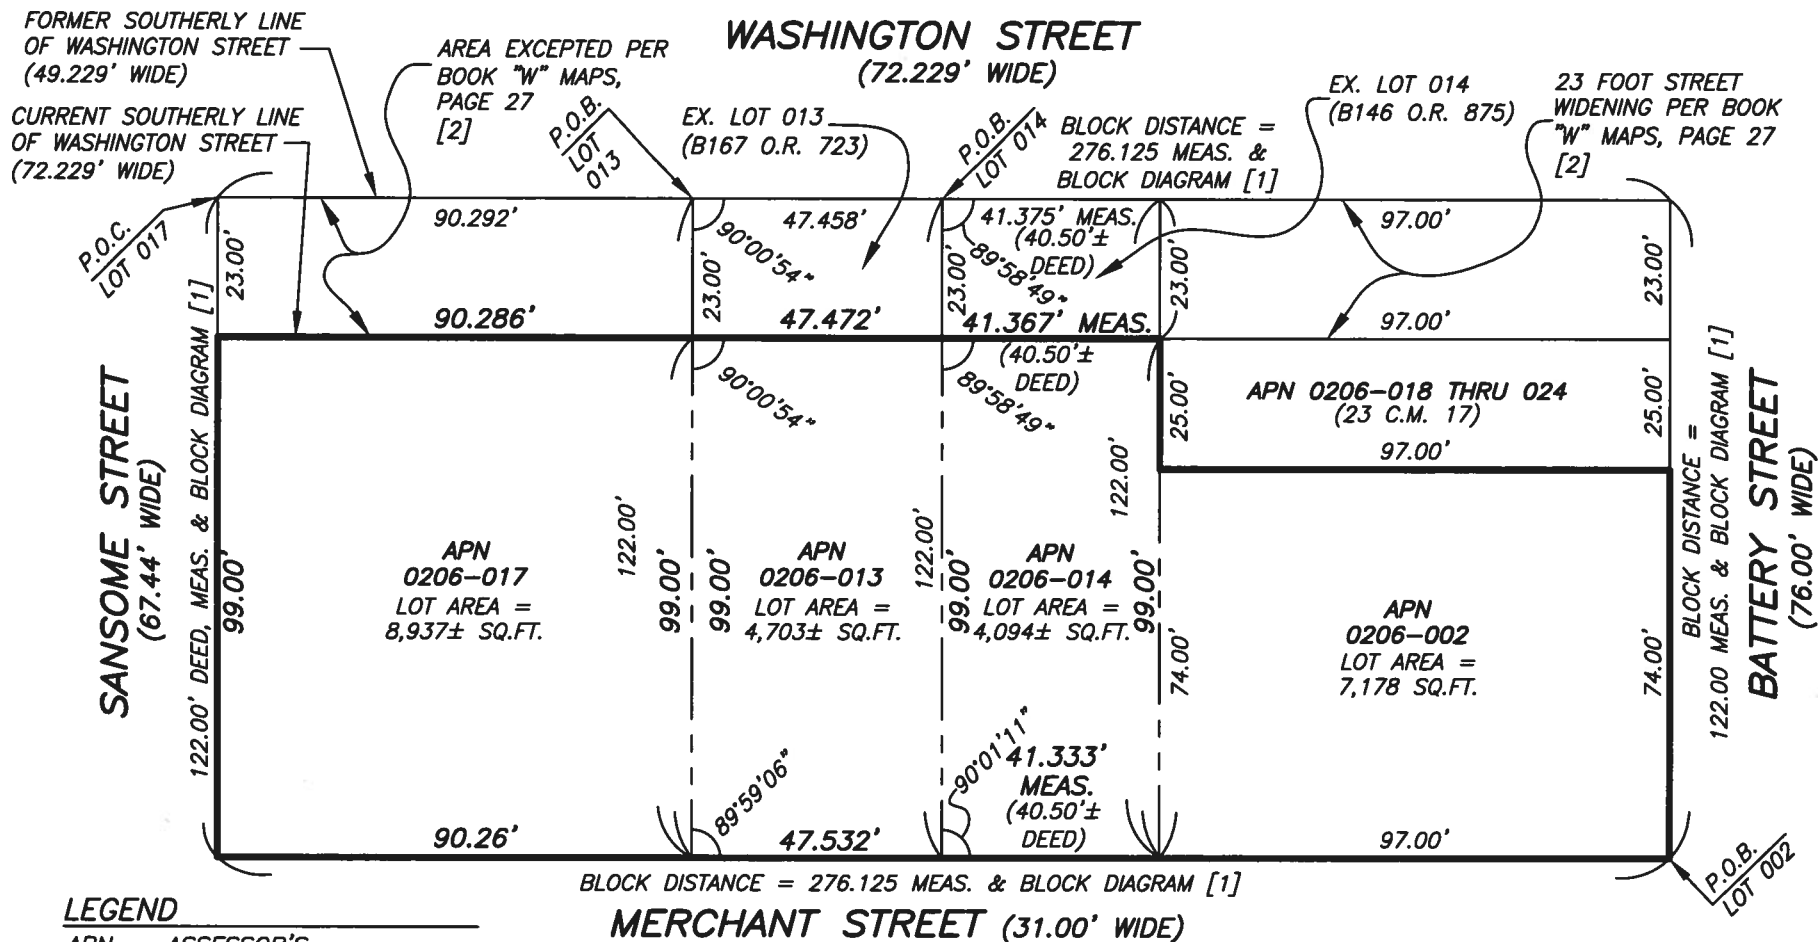 FORMER SOUTHERLY LINE
OF WASHINGTON STREET
(49.229' WIDE)
CURRENT SOUTHERLY LINE
OF WASHINGTON STREET
(72.229' WIDE)
AREA EXCEPTED PER
BOOK "W" MAPS,
PAGE 27
[2]
WASHINGTON STREET
(72.229' WIDE)
P.O.B.
LOT
013
EX. LOT 013
(B167 O.R. 723)
P.O.B.
LOT 014
BLOCK DISTANCE =
276.125 MEAS. &
BLOCK DIAGRAM [1]
EX. LOT 014
(B146 O.R. 875)
23 FOOT STREET
WIDENING PER BOOK
"W" MAPS, PAGE 27
[2]
P.O.C.
LOT 017
90.292'
47.458'
41.375' MEAS.
(40.50'±
DEED)
97.00'
23.00'
90°00'54"
23.00'
23.00'
89°58'49"
23.00'
23.00'
90.286'
47.472'
41.367' MEAS.
(40.50'±
DEED)
97.00'
90°00'54"
89°58'49"
APN 0206-018 THRU 024
(23 C.M. 17)
97.00'
25.00'
25.00'
SANSOME STREET
(67.44' WIDE)
122.00' DEED, MEAS. & BLOCK DIAGRAM [1]
99.00'
APN
0206-017
LOT AREA =
8,937± SQ.FT.
122.00'
99.00'
99.00'
APN
0206-013
LOT AREA =
4,703± SQ.FT.
122.00'
99.00'
APN
0206-014
LOT AREA =
4,094± SQ.FT.
122.00'
99.00'
74.00'
APN
0206-002
LOT AREA =
7,178 SQ.FT.
74.00'
BLOCK DISTANCE =
122.00 MEAS. & BLOCK DIAGRAM [1]
BATTERY STREET
(76.00' WIDE)
89°59'06"
90°01'11"
90.26'
47.532'
41.333'
MEAS.
(40.50'±
DEED)
97.00'
P.O.B.
LOT 002
BLOCK DISTANCE = 276.125 MEAS. & BLOCK DIAGRAM [1]
MERCHANT STREET (31.00' WIDE)
LEGEND
APN ASSESSOR'S